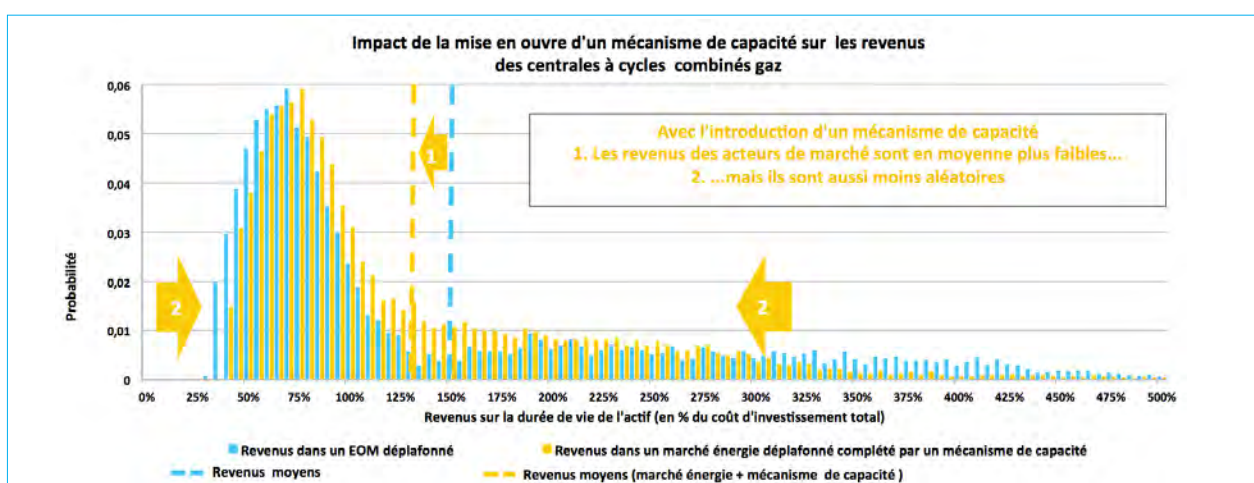 Impact de la mise en ouvre d'un mécanisme de capacité sur les revenus
des centrales à cycles combinés gaz
Probabilité
0,06
0,05
0,04
0,03
0,02
0,01
0
1
2
2
Avec l'introduction d'un mécanisme de capacité
1. Les revenus des acteurs de marché sont en moyenne plus faibles...
2. ...mais ils sont aussi moins aléatoires
0% 25% 50% 75% 100% 125% 150% 175% 200% 225% 250% 275% 300% 325% 350% 375% 400% 425% 450% 475% 500%
Revenus sur la durée de vie de l'actif (en % du coût d'investissement total)
Revenus dans un EOM déplafonné Revenus dans un marché énergie déplafonné complété par un mécanisme de capacité
Revenus moyens Revenus moyens (marché énergie + mécanisme de capacité )